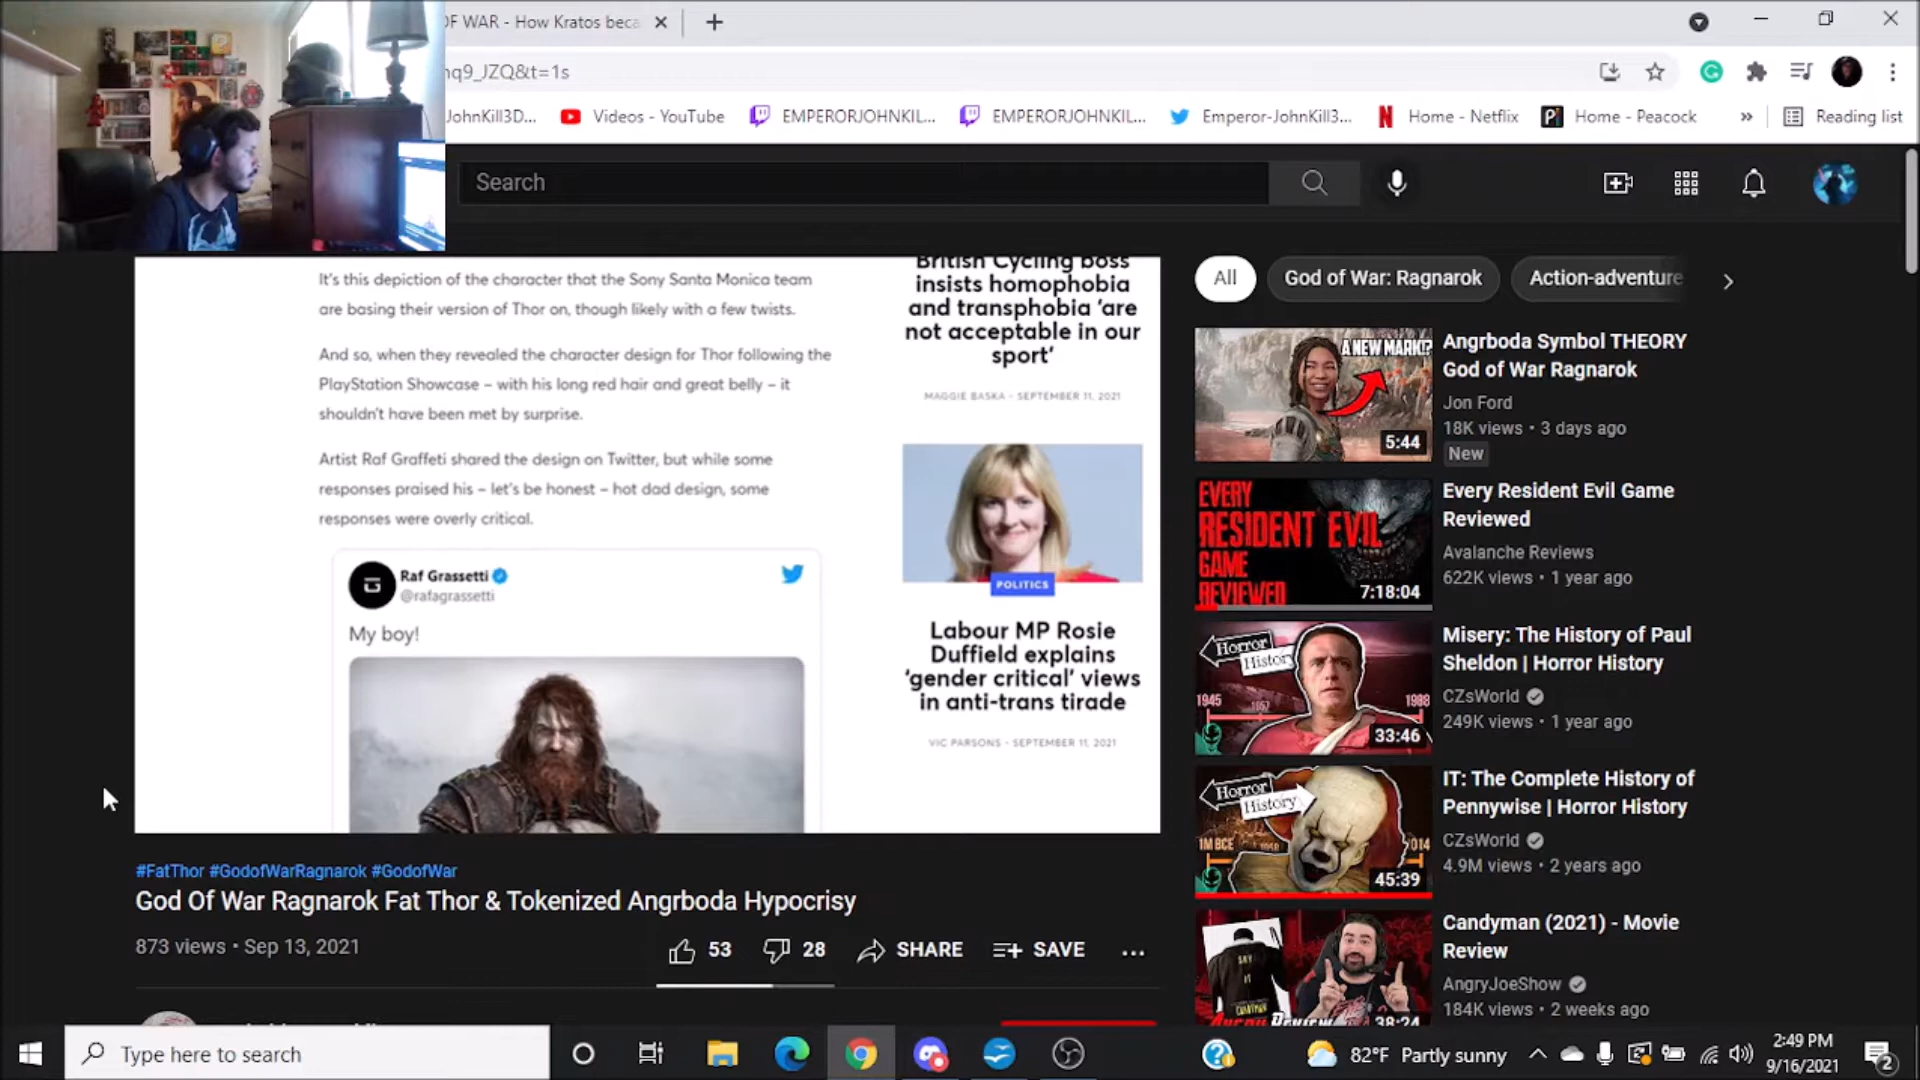 OF WAR - How Kratos beca
nq9_JZQ&t=1s
JohnKill3D...
Videos - YouTube
EMPERORJOHNKIL...
EMPERORJOHNKIL...
Emperor-JohnKill3...
Home - Netflix
Home - Peacock
»
Reading list
Search
It's this depiction of the character that the Sony Santa Monica team
are basing their version of Thor on, though likely with a few twists.
And so, when they revealed the character design for Thor following the
PlayStation Showcase – with his long red hair and great belly – it
shouldn't have been met by surprise.
Artist Raf Graffeti shared the design on Twitter, but while some
responses praised his – let's be honest – hot dad design, some
responses were overly critical.
Raf Grassetti
@rafagrassetti
My boy!
British Cycling boss
insists homophobia
and transphobia 'are
not acceptable in our
sport'
MAGGIE BASKA - SEPTEMBER 11, 2021
POLITICS
Labour MP Rosie
Duffield explains
'gender critical' views
in anti-trans tirade
VIC PARSONS - SEPTEMBER 11, 2021
#FatThor #GodofWarRagnarok #GodofWar
God Of War Ragnarok Fat Thor & Tokenized Angrboda Hypocrisy
873 views • Sep 13, 2021
53
28
SHARE
SAVE
All
God of War: Ragnarok
Action-adventure
A NEW MARK!?
5:44
Angrboda Symbol THEORY
God of War Ragnarok
Jon Ford
18K views • 3 days ago
New
EVERY
RESIDENT EVIL
GAME
REVIEWED
7:18:04
Every Resident Evil Game
Reviewed
Avalanche Reviews
622K views • 1 year ago
Horror
History
1945
1957
1988
33:46
Misery: The History of Paul
Sheldon | Horror History
CZsWorld
249K views • 1 year ago
Horror
History
1M BCE
2014
45:39
IT: The Complete History of
Pennywise | Horror History
CZsWorld
4.9M views • 2 years ago
38:24
Candyman (2021) - Movie
Review
AngryJoeShow
184K views • 2 weeks ago
Type here to search
82°F Partly sunny
2:49 PM
9/16/2021
2